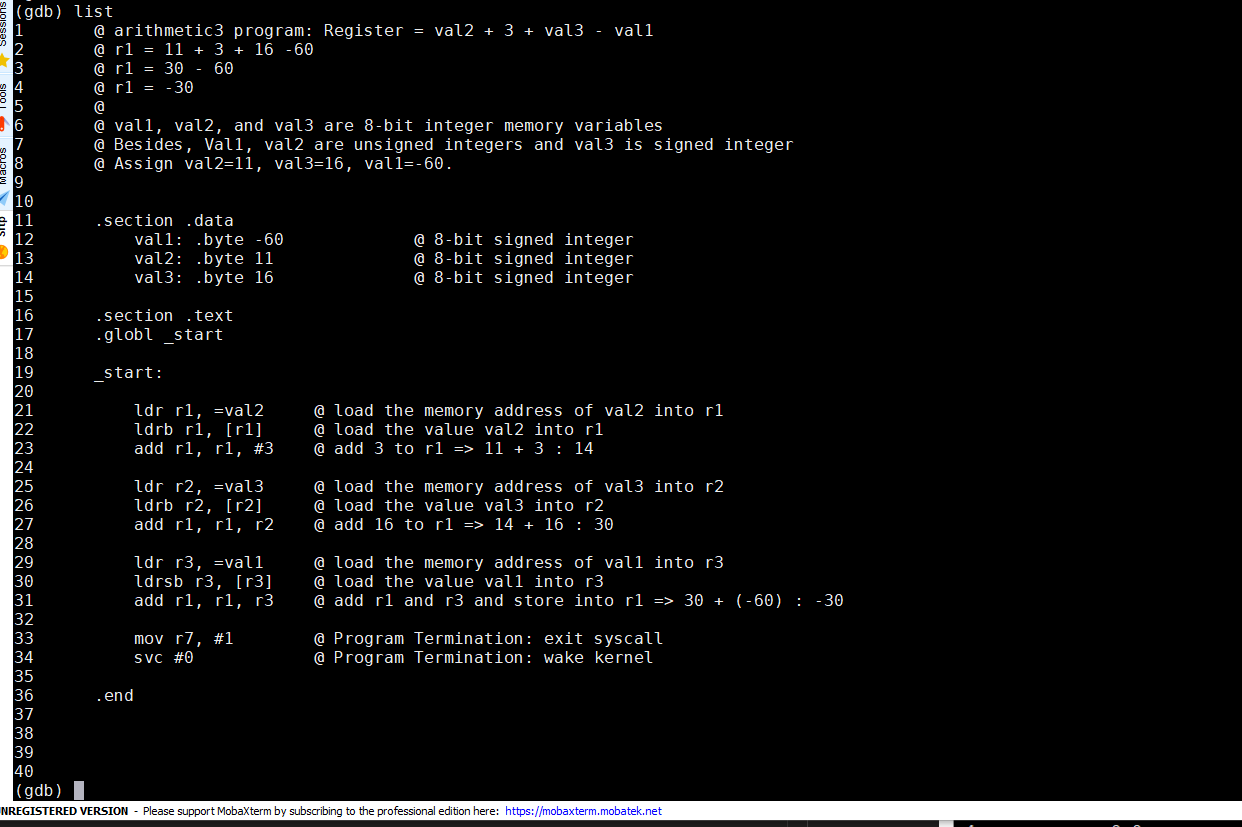 (gdb) list
1 @ arithmetic3 program: Register = val2 + 3 + val3 - val1
2 @ r1 = 11 + 3 + 16 -60
3 @ r1 = 30 - 60
4 @ r1 = -30
5 @
6 @ val1, val2, and val3 are 8-bit integer memory variables
7 @ Besides, Val1, val2 are unsigned integers and val3 is signed integer
8 @ Assign val2=11, val3=16, val1=-60.
9
10
11 .section .data
12 val1: .byte -60 @ 8-bit signed integer
13 val2: .byte 11 @ 8-bit signed integer
14 val3: .byte 16 @ 8-bit signed integer
15
16 .section .text
17 .globl _start
18
19 _start:
20
21 ldr r1, =val2 @ load the memory address of val2 into r1
22 ldrb r1, [r1] @ load the value val2 into r1
23 add r1, r1, #3 @ add 3 to r1 => 11 + 3 : 14
24
25 ldr r2, =val3 @ load the memory address of val3 into r2
26 ldrb r2, [r2] @ load the value val3 into r2
27 add r1, r1, r2 @ add 16 to r1 => 14 + 16 : 30
28
29 ldr r3, =val1 @ load the memory address of val1 into r3
30 ldrsb r3, [r3] @ load the value val1 into r3
31 add r1, r1, r3 @ add r1 and r3 and store into r1 => 30 + (-60) : -30
32
33 mov r7, #1 @ Program Termination: exit syscall
34 svc #0 @ Program Termination: wake kernel
35
36 .end
37
38
39
40
(gdb)
Sessions
Tools
Macros
Sftp
NREGISTERED VERSION - Please support MobaXterm by subscribing to the professional edition here: https://mobaxterm.mobatek.net